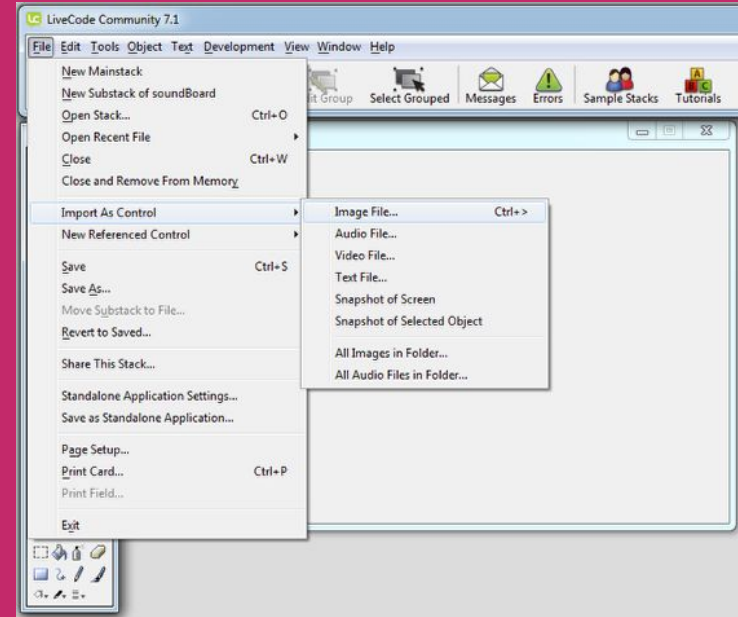 LiveCode Community 7.1
File Edit Tools Object Text Development View Window Help
Group Select Grouped Messages Errors Sample Stacks Tutorials
New Mainstack
New Substack of soundBoard
Open Stack... Ctrl+O
Open Recent File
Close Ctrl+W
Close and Remove From Memory
Import As Control
New Referenced Control
Save Ctrl+S
Save As...
Move Substack to File...
Revert to Saved...
Share This Stack...
Standalone Application Settings...
Save as Standalone Application...
Page Setup...
Print Card... Ctrl+P
Print Field...
Exit
Image File... Ctrl+>
Audio File...
Video File...
Text File...
Snapshot of Screen
Snapshot of Selected Object
All Images in Folder...
All Audio Files in Folder...